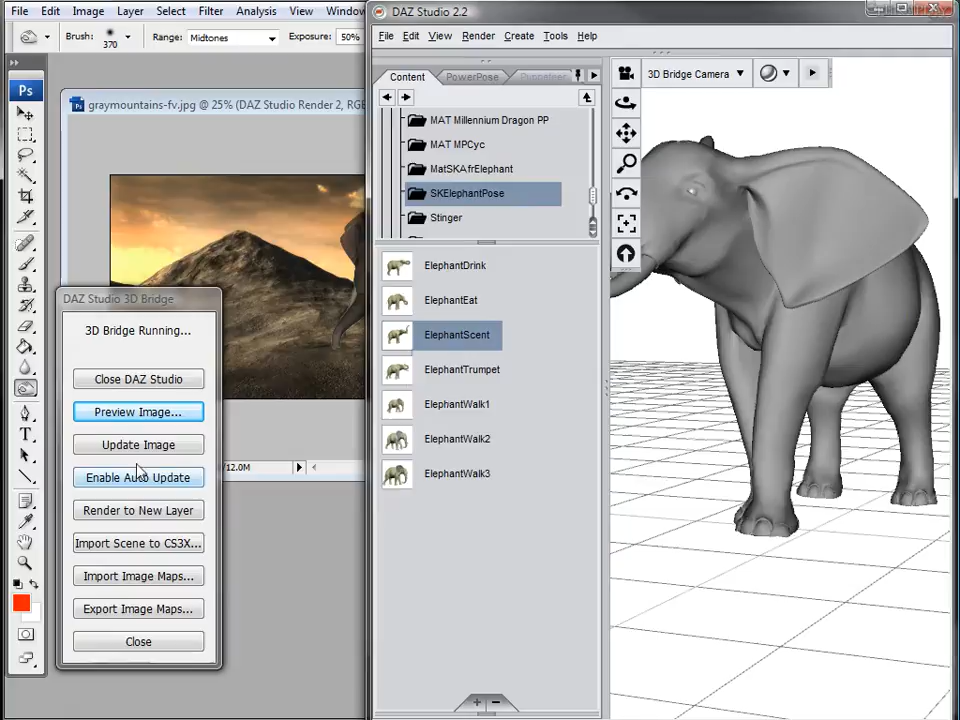 File Edit Image Layer Select Filter Analysis View Window
Brush: 370 Range: Midtones Exposure: 50%
Ps
graymountains-fv.jpg @ 25% (DAZ Studio Render 2, RGB
DAZ Studio 3D Bridge
3D Bridge Running...
Close DAZ Studio
Preview Image...
Update Image
Enable Auto Update
Render to New Layer
Import Scene to CS3X...
Import Image Maps...
Export Image Maps...
Close
/12.0M
T
DAZ Studio 2.2
File Edit View Render Create Tools Help
Content PowerPose Puppeteer
3D Bridge Camera
MAT Millennium Dragon PP
MAT MPCyc
MatSKAfrElephant
SKElephantPose
Stinger
ElephantDrink
ElephantEat
ElephantScent
ElephantTrumpet
ElephantWalk1
ElephantWalk2
ElephantWalk3